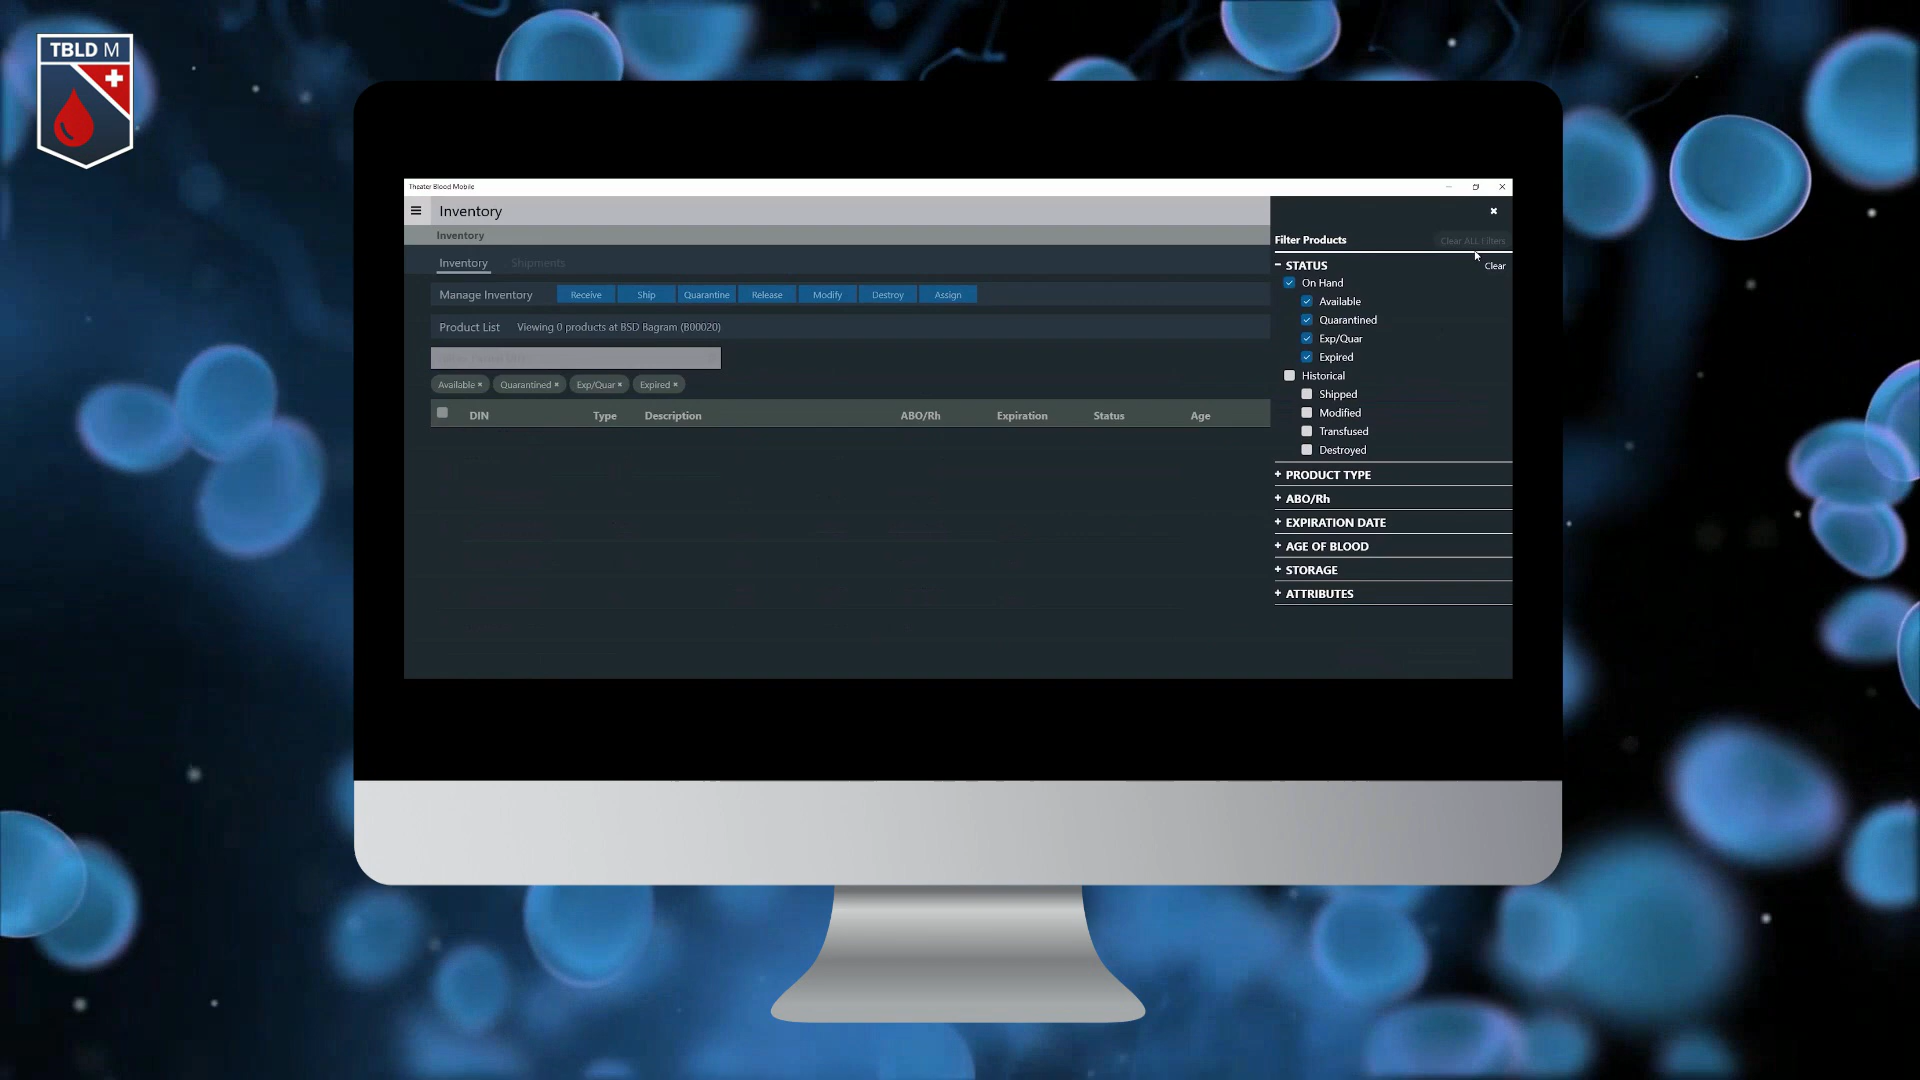 TBLD M
Theater Blood Mobile
Inventory
Inventory
Inventory Shipments
Manage Inventory Receive Ship Quarantine Release Modify Destroy Assign
Product List Viewing 0 products at BSD Bagram (B00020)
Available × Quarantined × Exp/Quar × Expired ×
DIN Type Description ABO/Rh Expiration Status Age
Filter Products Clear ALL Filters
− STATUS Clear
On Hand
Available
Quarantined
Exp/Quar
Expired
Historical
Shipped
Modified
Transfused
Destroyed
+ PRODUCT TYPE
+ ABO/Rh
+ EXPIRATION DATE
+ AGE OF BLOOD
+ STORAGE
+ ATTRIBUTES